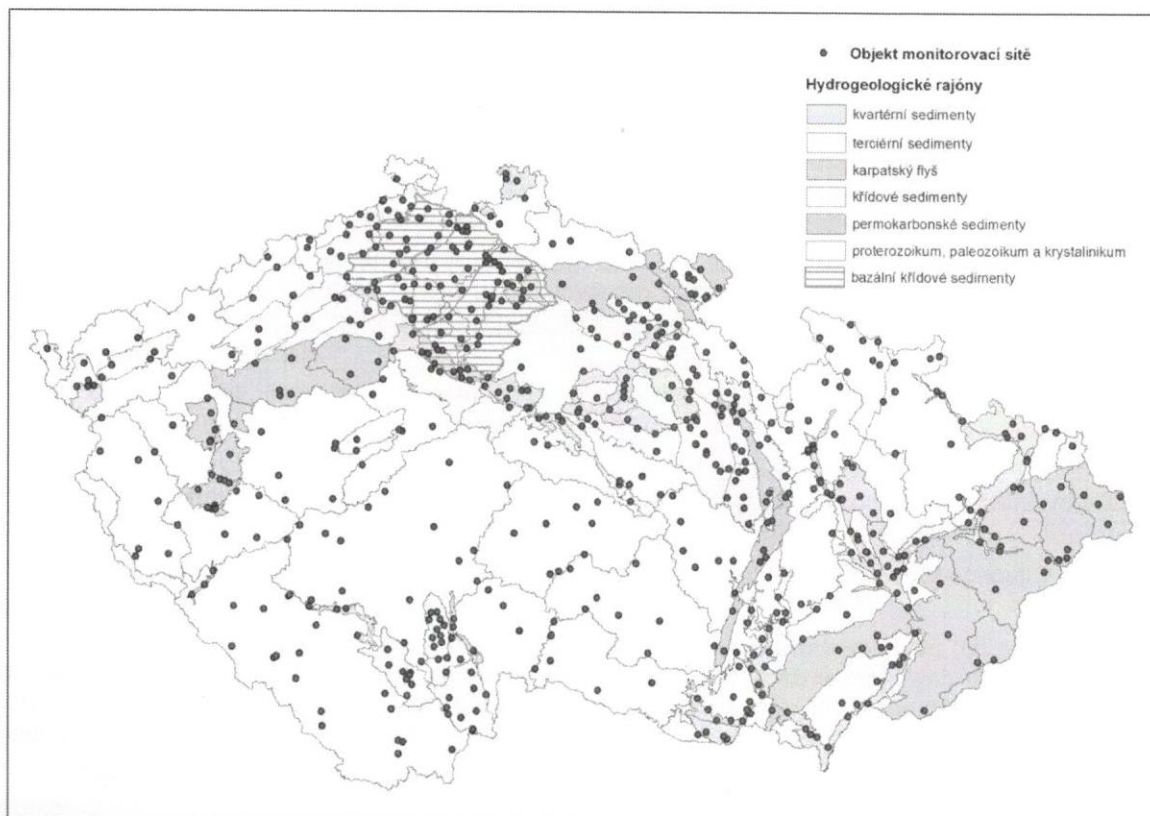 Objekt monitorovací sítě
Hydrogeologické rajóny
kvartérní sedimenty
terciérní sedimenty
karpatský flyš
křídové sedimenty
permokarbonské sedimenty
proterozoikum, paleozoikum a krystalinikum
bazální křídové sedimenty